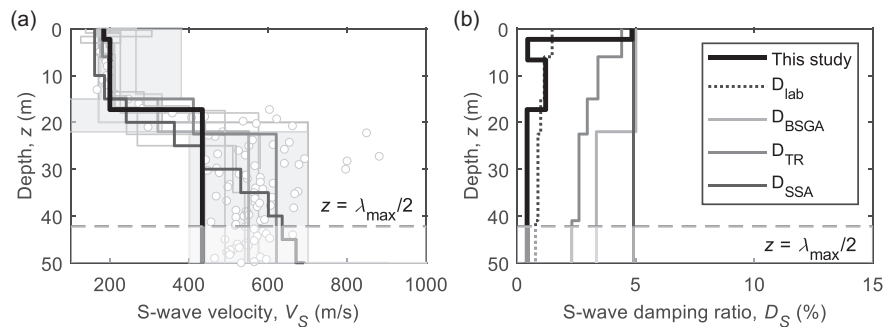 (a)
0
10
20
30
40
50
Depth, z (m)
z = λmax/2
200
400
600
800
1000
S-wave velocity, VS (m/s)
(b)
0
10
20
30
40
50
Depth, z (m)
This study
Dlab
DBSGA
DTR
DSSA
z = λmax/2
0
5
10
15
S-wave damping ratio, DS (%)